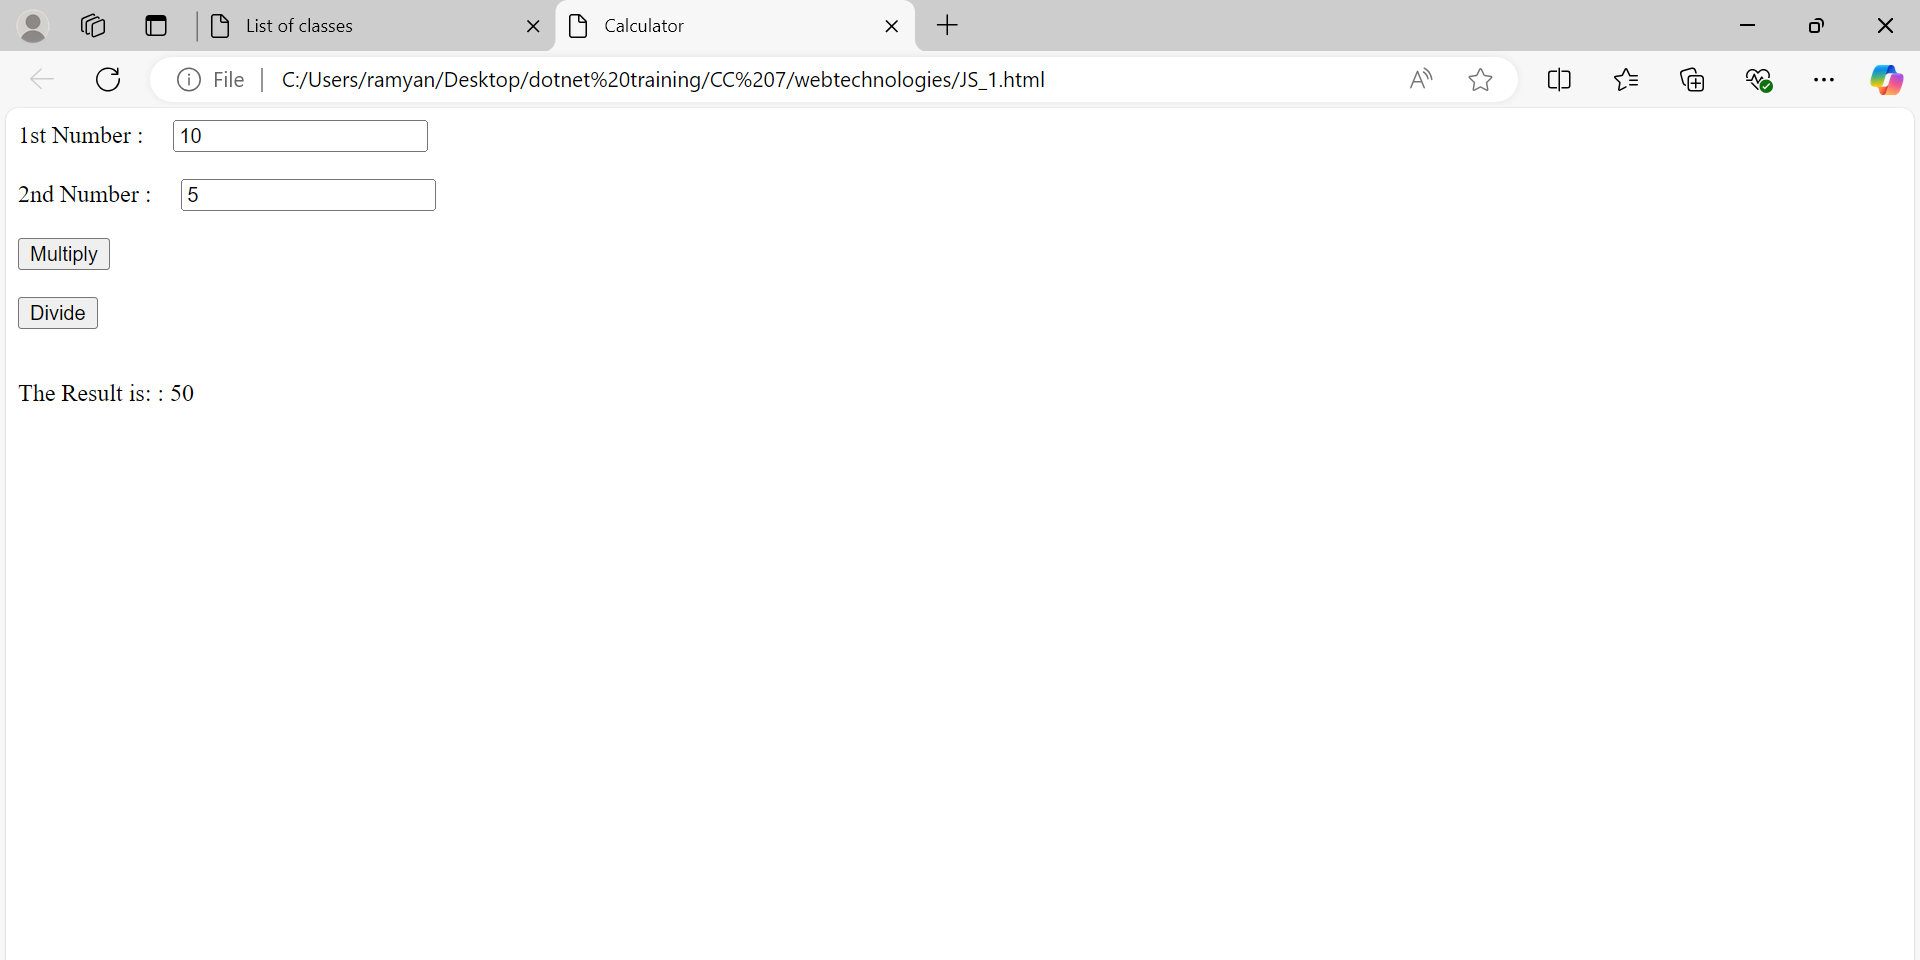 List of classes
Calculator
File C:/Users/ramyan/Desktop/dotnet%20training/CC%207/webtechnologies/JS_1.html
1st Number : 10
2nd Number : 5
Multiply
Divide
The Result is: : 50